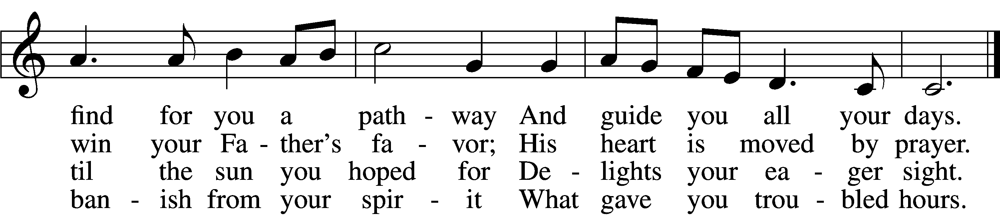 find for you a path - way And guide you all your days.
win your Fa - ther’s fa - vor; His heart is moved by prayer.
til the sun you hoped for De - lights your ea - ger sight.
ban - ish from your spir - it What gave you trou - bled hours.